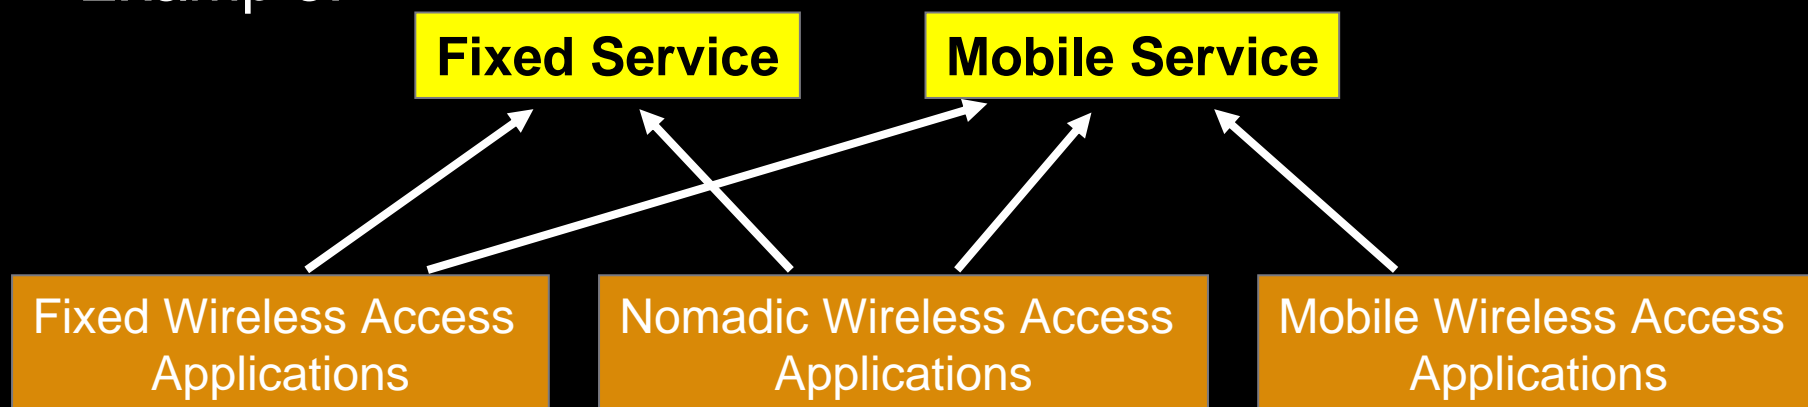 Fixed Service
Mobile Service
Fixed Wireless Access
Applications
Nomadic Wireless Access
Applications
Mobile Wireless Access
Applications